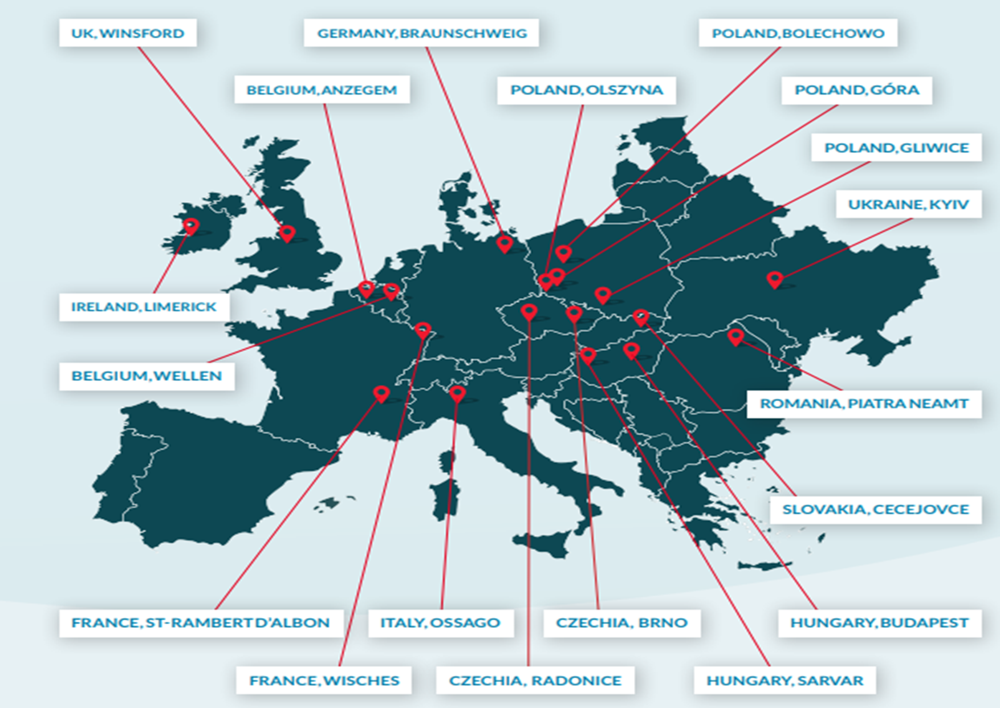 UK, WINSFORD
GERMANY, BRAUNSCHWEIG
POLAND, BOLECHOWO
BELGIUM, ANZEGEM
POLAND, OLSZYNA
POLAND, GÓRA
POLAND, GLIWICE
UKRAINE, KYIV
IRELAND, LIMERICK
BELGIUM, WELLEN
ROMANIA, PIATRA NEAMT
SLOVAKIA, CECEJOVCE
FRANCE, ST-RAMBERT D'ALBON
ITALY, OSSAGO
CZECHIA, BRNO
HUNGARY, BUDAPEST
FRANCE, WISCHES
CZECHIA, RADONICE
HUNGARY, SARVAR